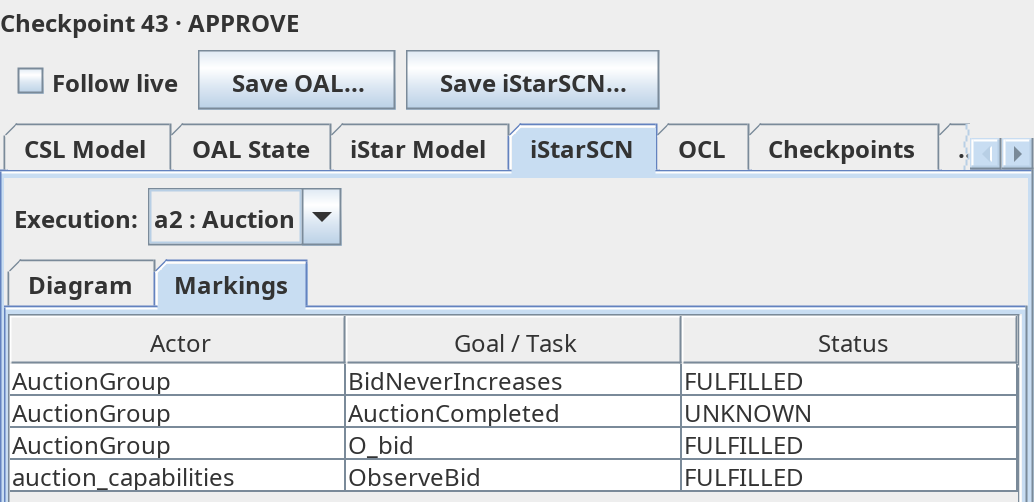 Checkpoint 43 · APPROVE
Follow live Save OAL... Save iStarSCN...
CSL Model OAL State iStar Model iStarSCN OCL Checkpoints ..
Execution: a2 : Auction
Diagram Markings
Actor Goal / Task Status
AuctionGroup BidNeverIncreases FULFILLED
AuctionGroup AuctionCompleted UNKNOWN
AuctionGroup O_bid FULFILLED
auction_capabilities ObserveBid FULFILLED